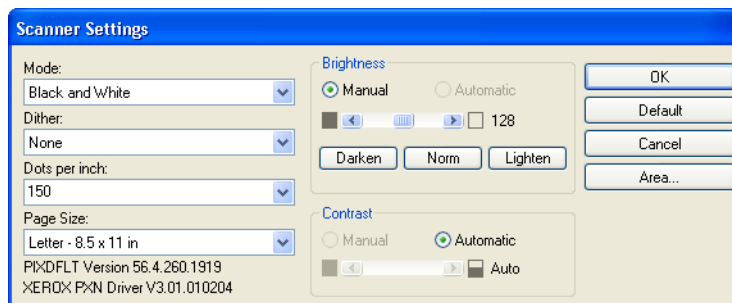 Scanner Settings
Mode:
Black and White
Dither:
None
Dots per inch:
150
Page Size:
Letter - 8.5 x 11 in
PIXDFLT Version 56.4.260.1919
XEROX PXN Driver V3.01.010204
Brightness
Manual Automatic
128
Darken Norm Lighten
Contrast
Manual Automatic
Auto
OK
Default
Cancel
Area...